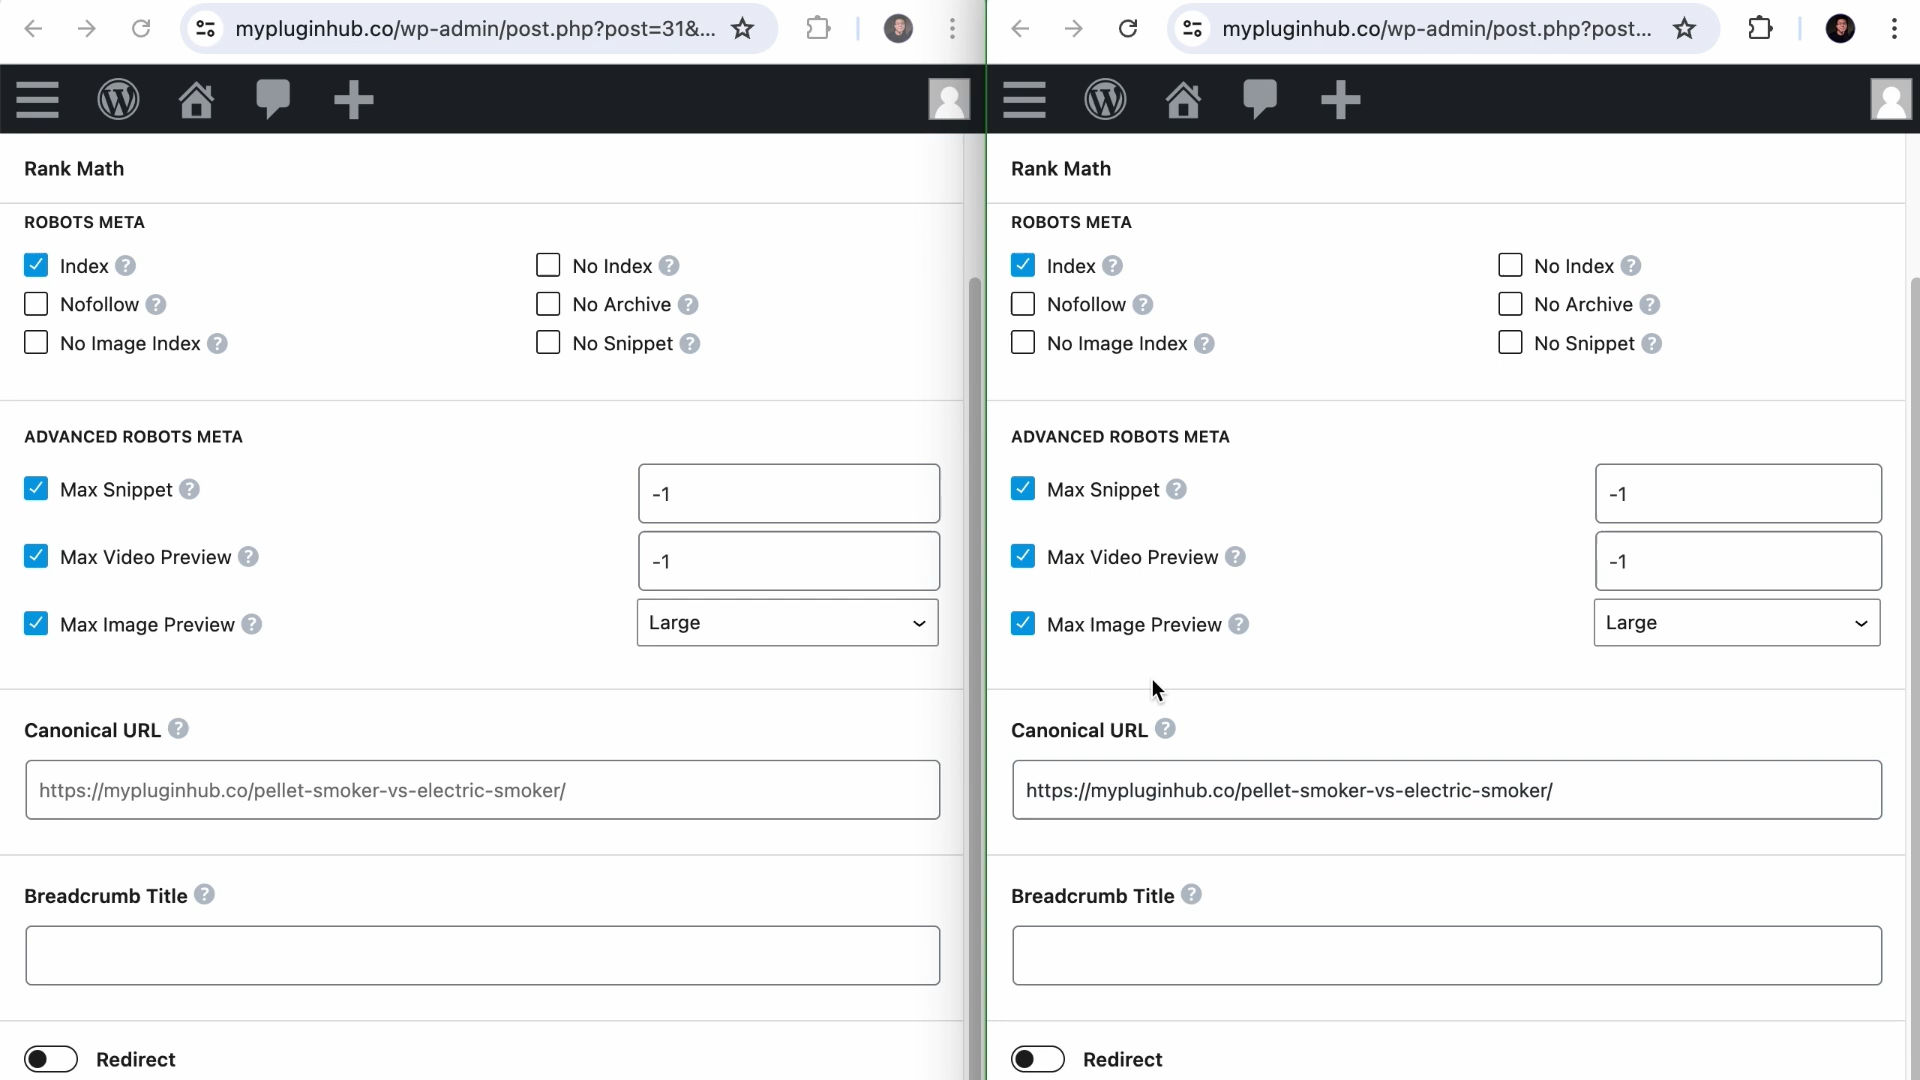 mypluginhub.co/wp-admin/post.php?post=31&...
Rank Math
ROBOTS META
Index ?
No Index ?
Nofollow ?
No Archive ?
No Image Index ?
No Snippet ?
ADVANCED ROBOTS META
Max Snippet ?
-1
Max Video Preview ?
-1
Max Image Preview ?
Large
Canonical URL ?
https://mypluginhub.co/pellet-smoker-vs-electric-smoker/
Breadcrumb Title ?
Redirect
mypluginhub.co/wp-admin/post.php?post...
Rank Math
ROBOTS META
Index ?
No Index ?
Nofollow ?
No Archive ?
No Image Index ?
No Snippet ?
ADVANCED ROBOTS META
Max Snippet ?
-1
Max Video Preview ?
-1
Max Image Preview ?
Large
Canonical URL ?
https://mypluginhub.co/pellet-smoker-vs-electric-smoker/
Breadcrumb Title ?
Redirect